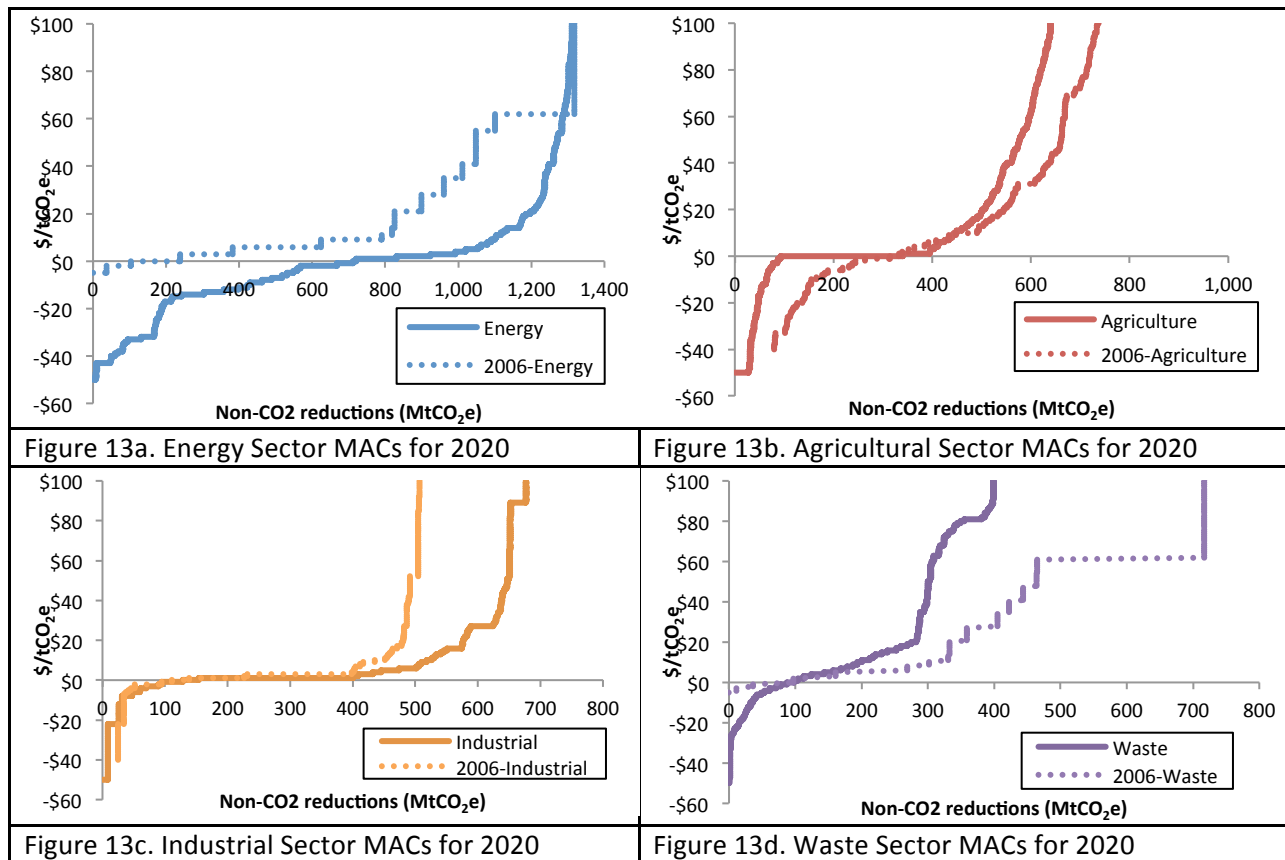 $100
$80
$60
$40
$20
$0
-$20
-$40
-$60
$/tCO₂e
0 200 400 600 800 1,000 1,200 1,400
Energy
2006-Energy
Non-CO2 reductions (MtCO₂e)
Figure 13a. Energy Sector MACs for 2020
$100
$80
$60
$40
$20
$0
-$20
-$40
-$60
$/tCO₂e
0 200 400 600 800 1,000
Agriculture
2006-Agriculture
Non-CO2 reductions (MtCO₂e)
Figure 13b. Agricultural Sector MACs for 2020
$100
$80
$60
$40
$20
$0
-$20
-$40
-$60
$/tCO₂e
0 100 200 300 400 500 600 700 800
Industrial
2006-Industrial
Non-CO2 reductions (MtCO₂e)
Figure 13c. Industrial Sector MACs for 2020
$100
$80
$60
$40
$20
$0
-$20
-$40
-$60
$/tCO₂e
0 100 200 300 400 500 600 700 800
Waste
2006-Waste
Non-CO2 reductions (MtCO₂e)
Figure 13d. Waste Sector MACs for 2020